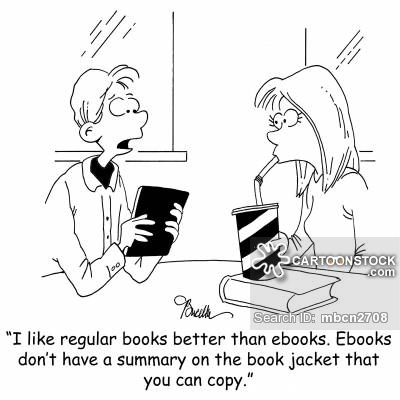 CARTOONSTOCK
.com
Search ID: mbcn2708
"I like regular books better than ebooks. Ebooks
don't have a summary on the book jacket that
you can copy."